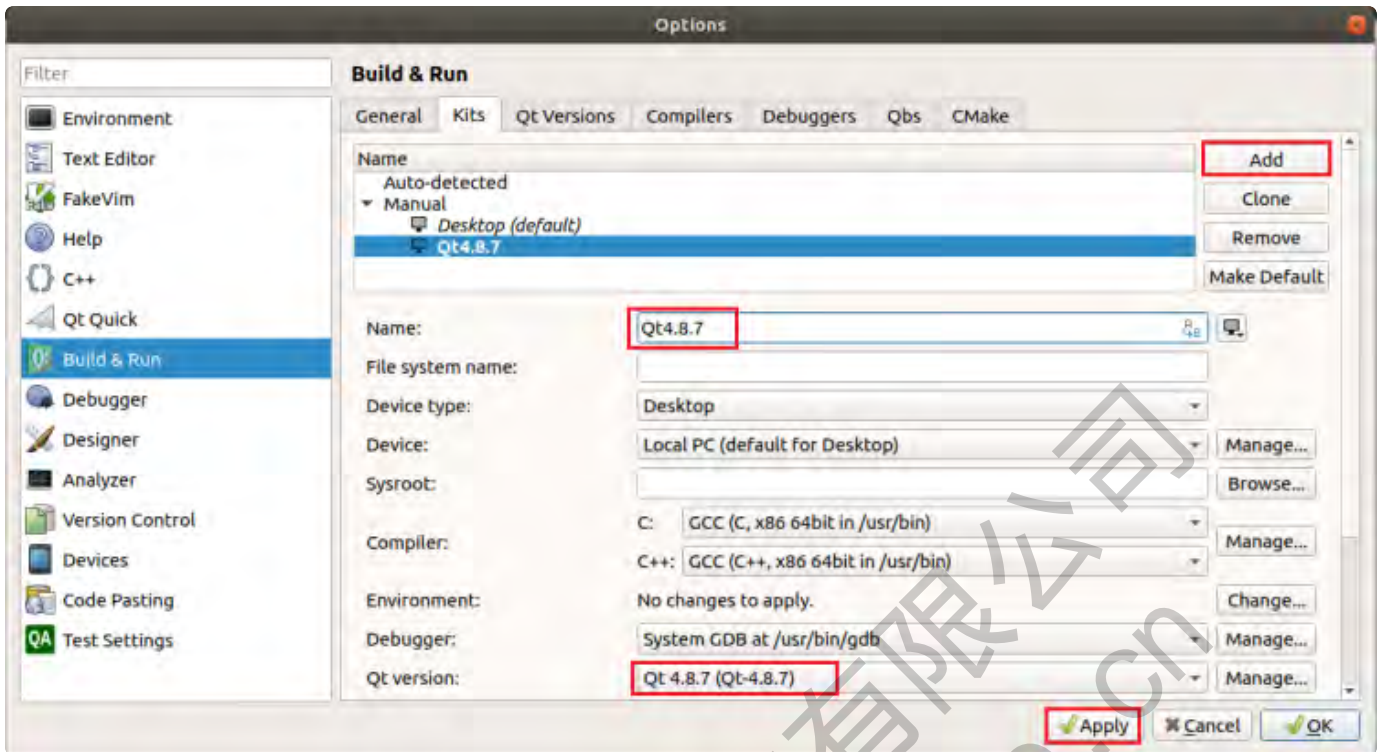 Options
Filter
Environment
Text Editor
FakeVim
Help
C++
Qt Quick
Build & Run
Debugger
Designer
Analyzer
Version Control
Devices
Code Pasting
QA Test Settings
Build & Run
General Kits Qt Versions Compilers Debuggers Qbs CMake
Name
Auto-detected
Manual
Desktop (default)
Qt4.8.7
Add
Clone
Remove
Make Default
Name: Qt4.8.7
File system name:
Device type: Desktop
Device: Local PC (default for Desktop) Manage...
Sysroot: Browse...
Compiler: C: GCC (C, x86 64bit in /usr/bin)
C++: GCC (C++, x86 64bit in /usr/bin) Manage...
Environment: No changes to apply. Change...
Debugger: System GDB at /usr/bin/gdb Manage...
Qt version: Qt 4.8.7 (Qt-4.8.7) Manage...
Apply Cancel OK
有限公司
cn